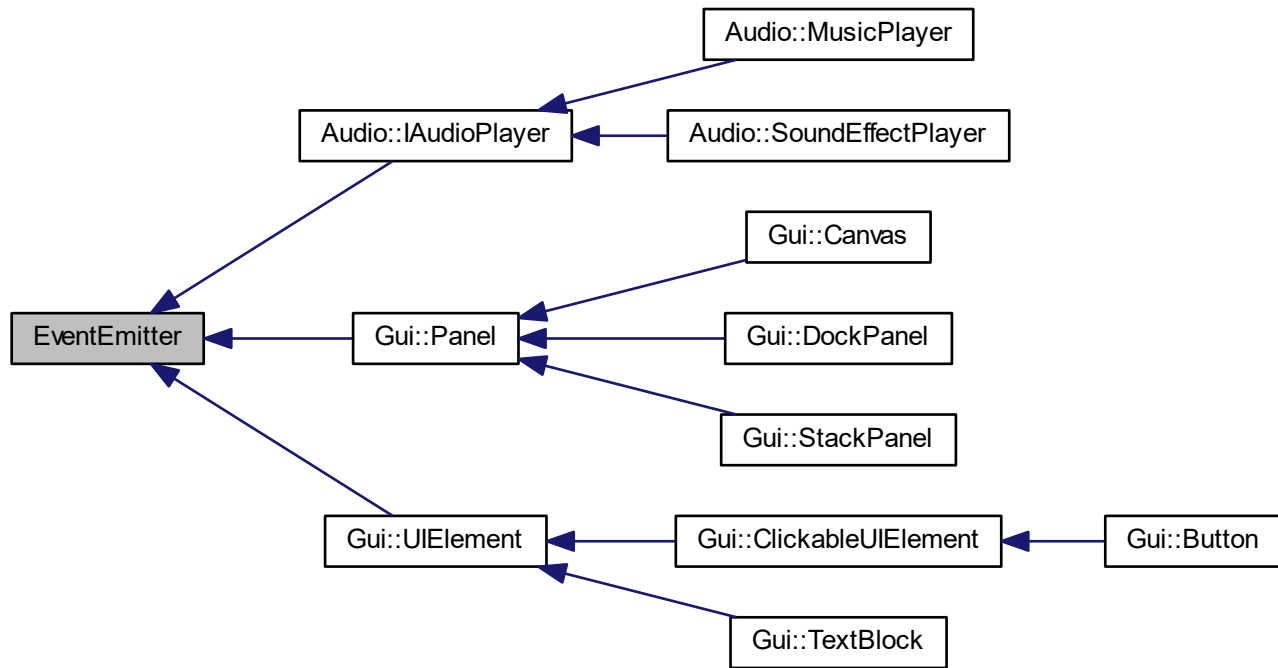 Audio::MusicPlayer
Audio::IAudioPlayer
Audio::SoundEffectPlayer
Gui::Canvas
EventEmitter
Gui::Panel
Gui::DockPanel
Gui::StackPanel
Gui::UIElement
Gui::ClickableUIElement
Gui::Button
Gui::TextBlock